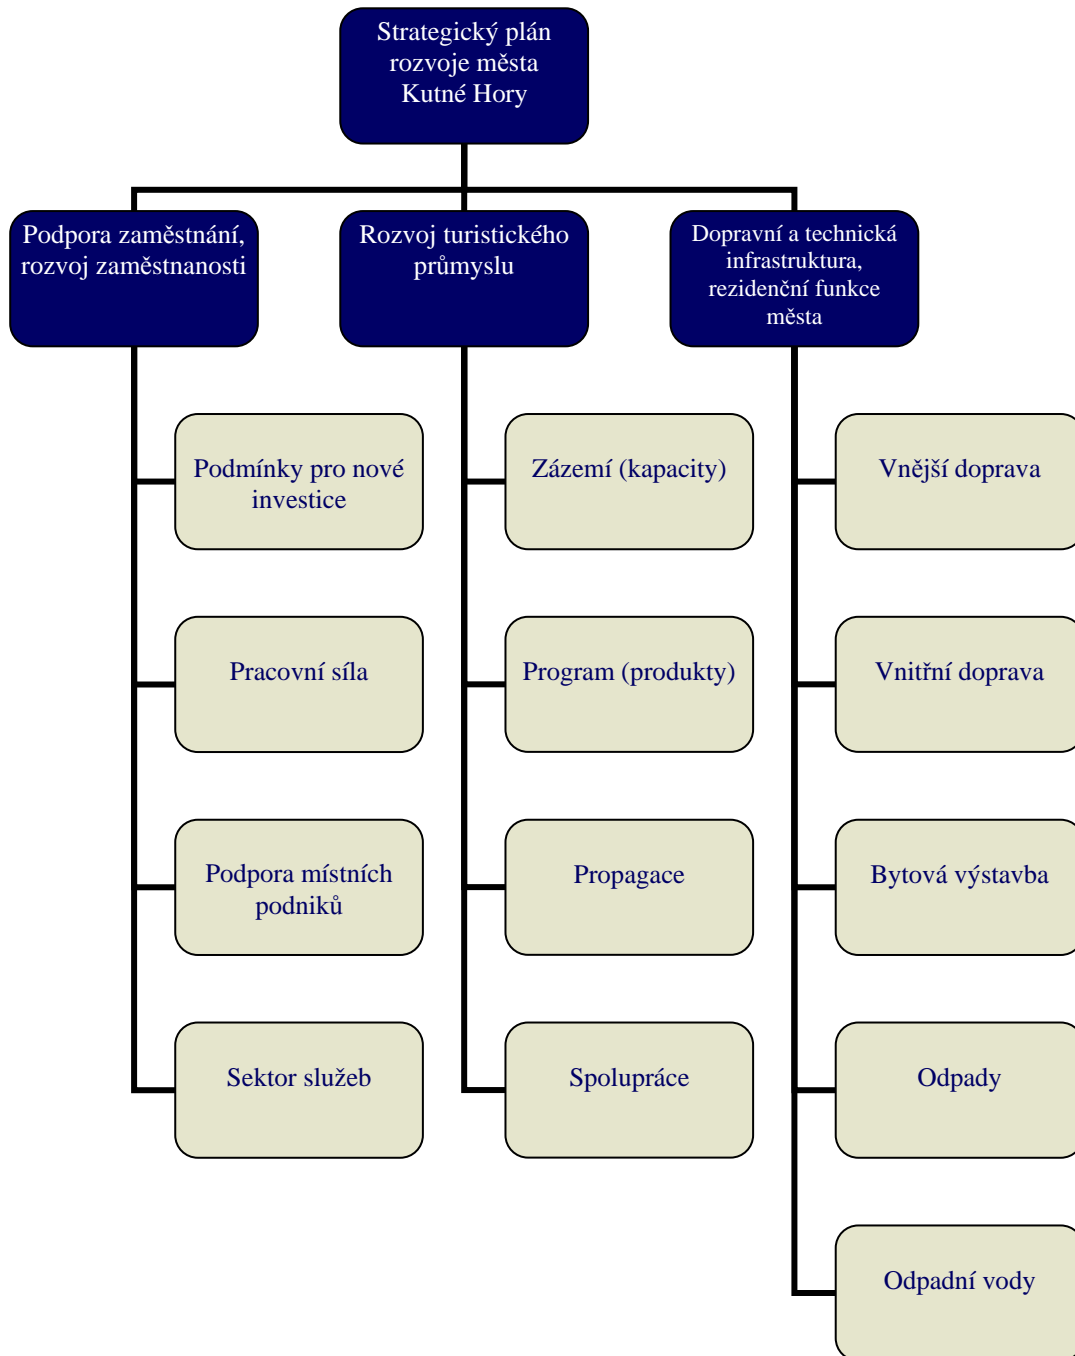 Strategický plán
rozvoje města
Kutné Hory
Podpora zaměstnání,
rozvoj zaměstnanosti
Rozvoj turistického
průmyslu
Dopravní a technická
infrastruktura,
rezidenční funkce
města
Podmínky pro nové
investice
Zázemí (kapacity)
Vnější doprava
Pracovní síla
Program (produkty)
Vnitřní doprava
Podpora místních
podniků
Propagace
Bytová výstavba
Sektor služeb
Spolupráce
Odpady
Odpadní vody